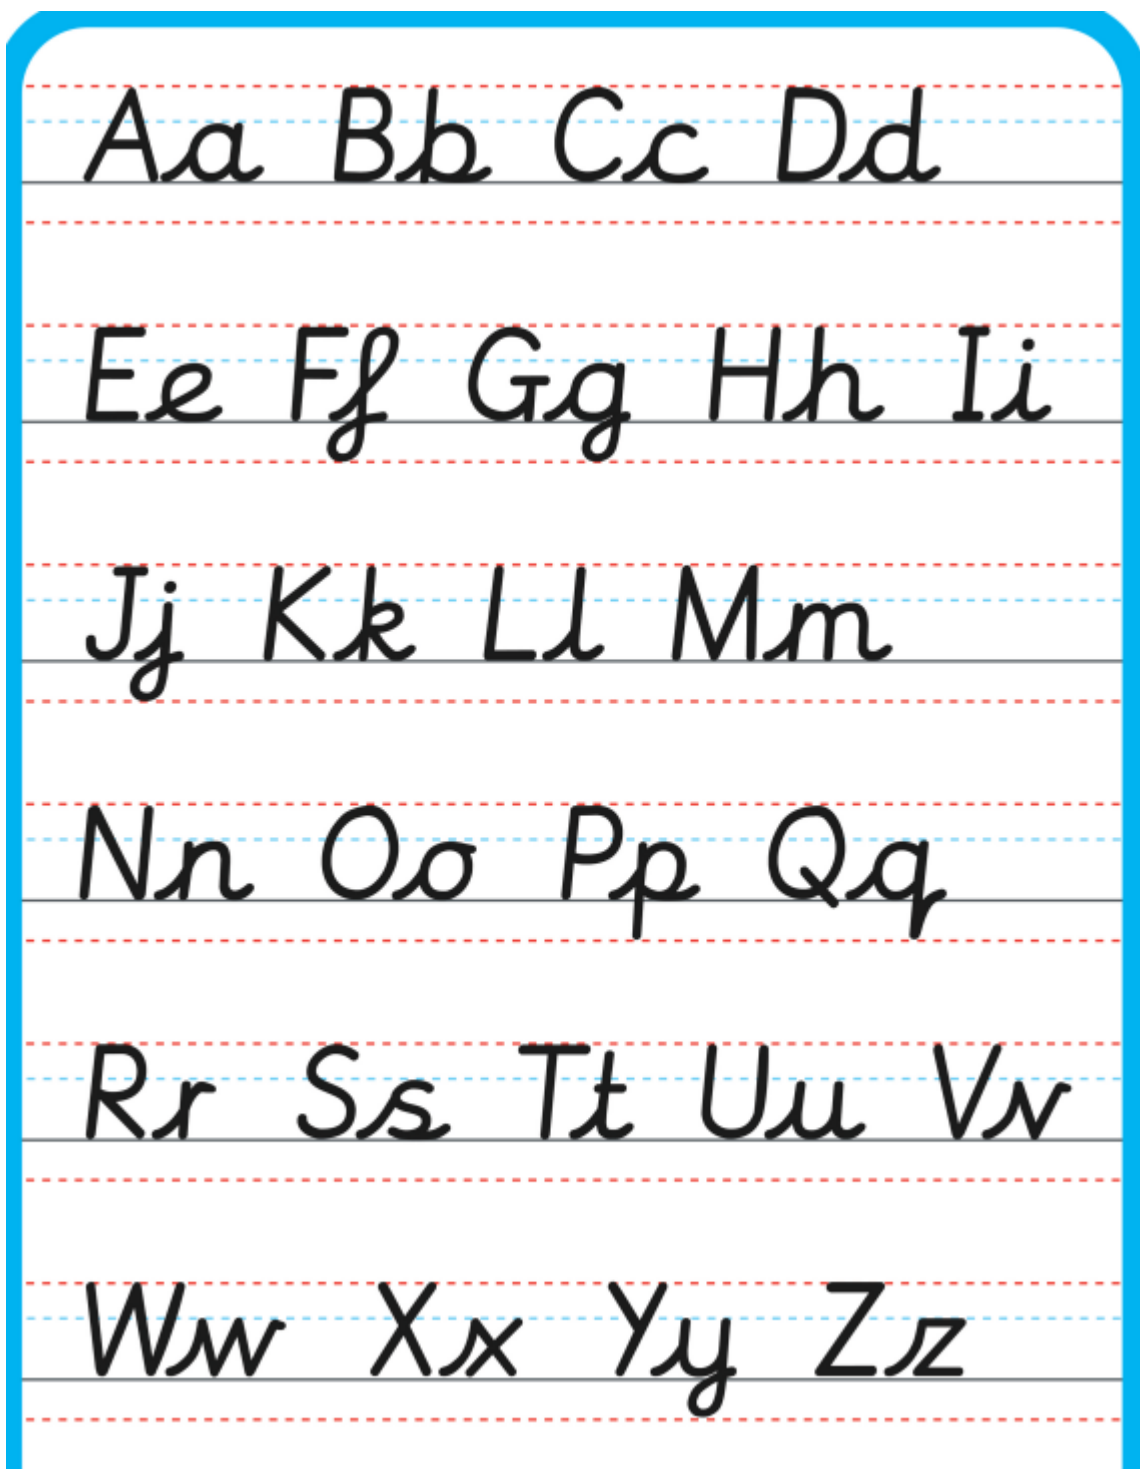 Aa Bb Cc Dd
Ee Ff Gg Hh Ii
Jj Kk Ll Mm
Nn Oo Pp Qq
Rr Ss Tt Uu Vv
Ww Xx Yy Zz